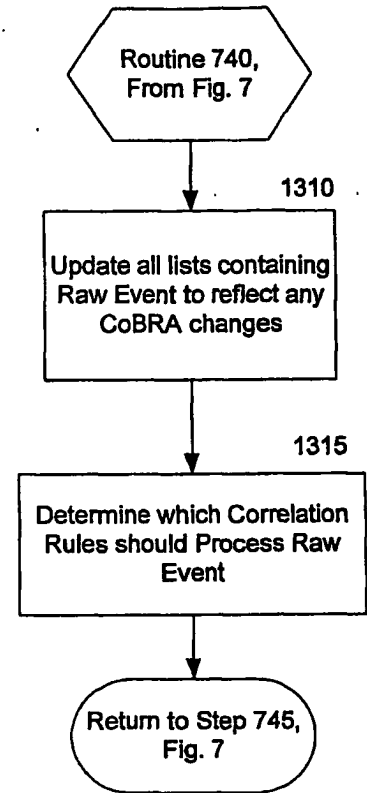 Routine 740,
From Fig. 7
1310
Update all lists containing
Raw Event to reflect any
CoBRA changes
1315
Determine which Correlation
Rules should Process Raw
Event
Return to Step 745,
Fig. 7